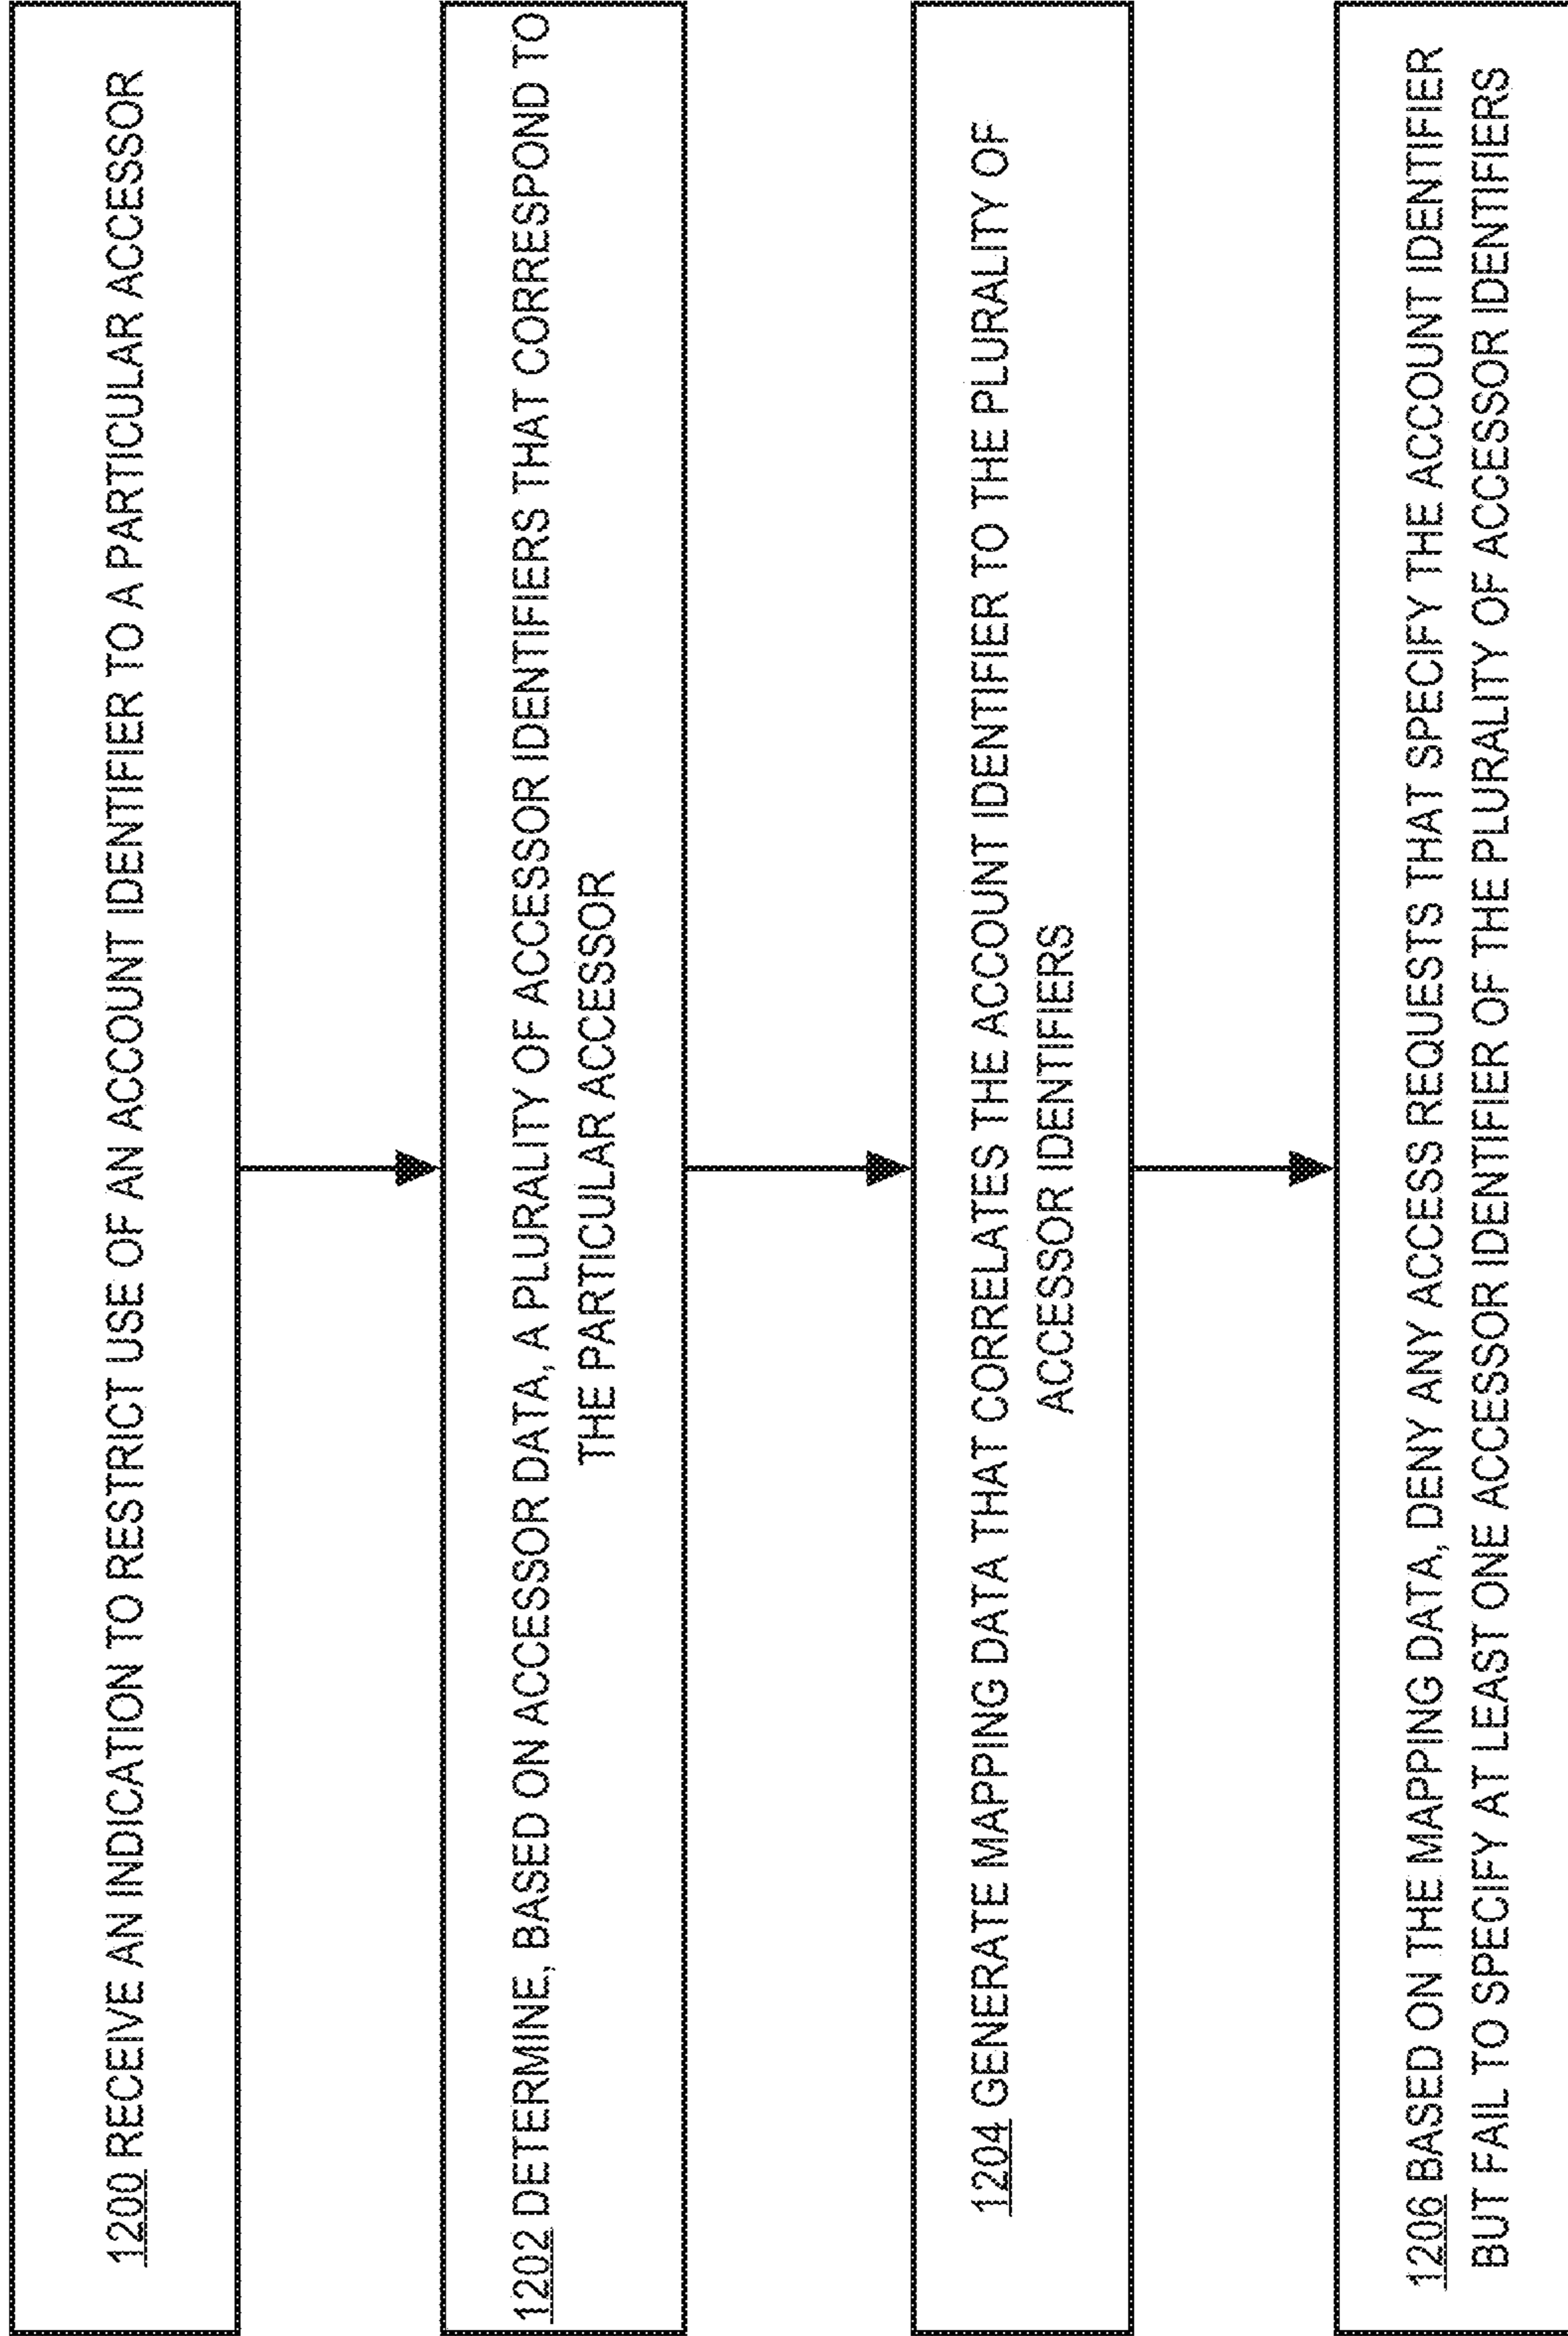 1200 RECEIVE AN INDICATION TO RESTRICT USE OF AN ACCOUNT IDENTIFIER TO A PARTICULAR ACCESSOR
1202 DETERMINE, BASED ON ACCESSOR DATA, A PLURALITY OF ACCESSOR IDENTIFIERS THAT CORRESPOND TO
THE PARTICULAR ACCESSOR
1204 GENERATE MAPPING DATA THAT CORRELATES THE ACCOUNT IDENTIFIER TO THE PLURALITY OF
ACCESSOR IDENTIFIERS
1206 BASED ON THE MAPPING DATA, DENY ANY ACCESS REQUESTS THAT SPECIFY THE ACCOUNT IDENTIFIER
BUT FAIL TO SPECIFY AT LEAST ONE ACCESSOR IDENTIFIER OF THE PLURALITY OF ACCESSOR IDENTIFIERS